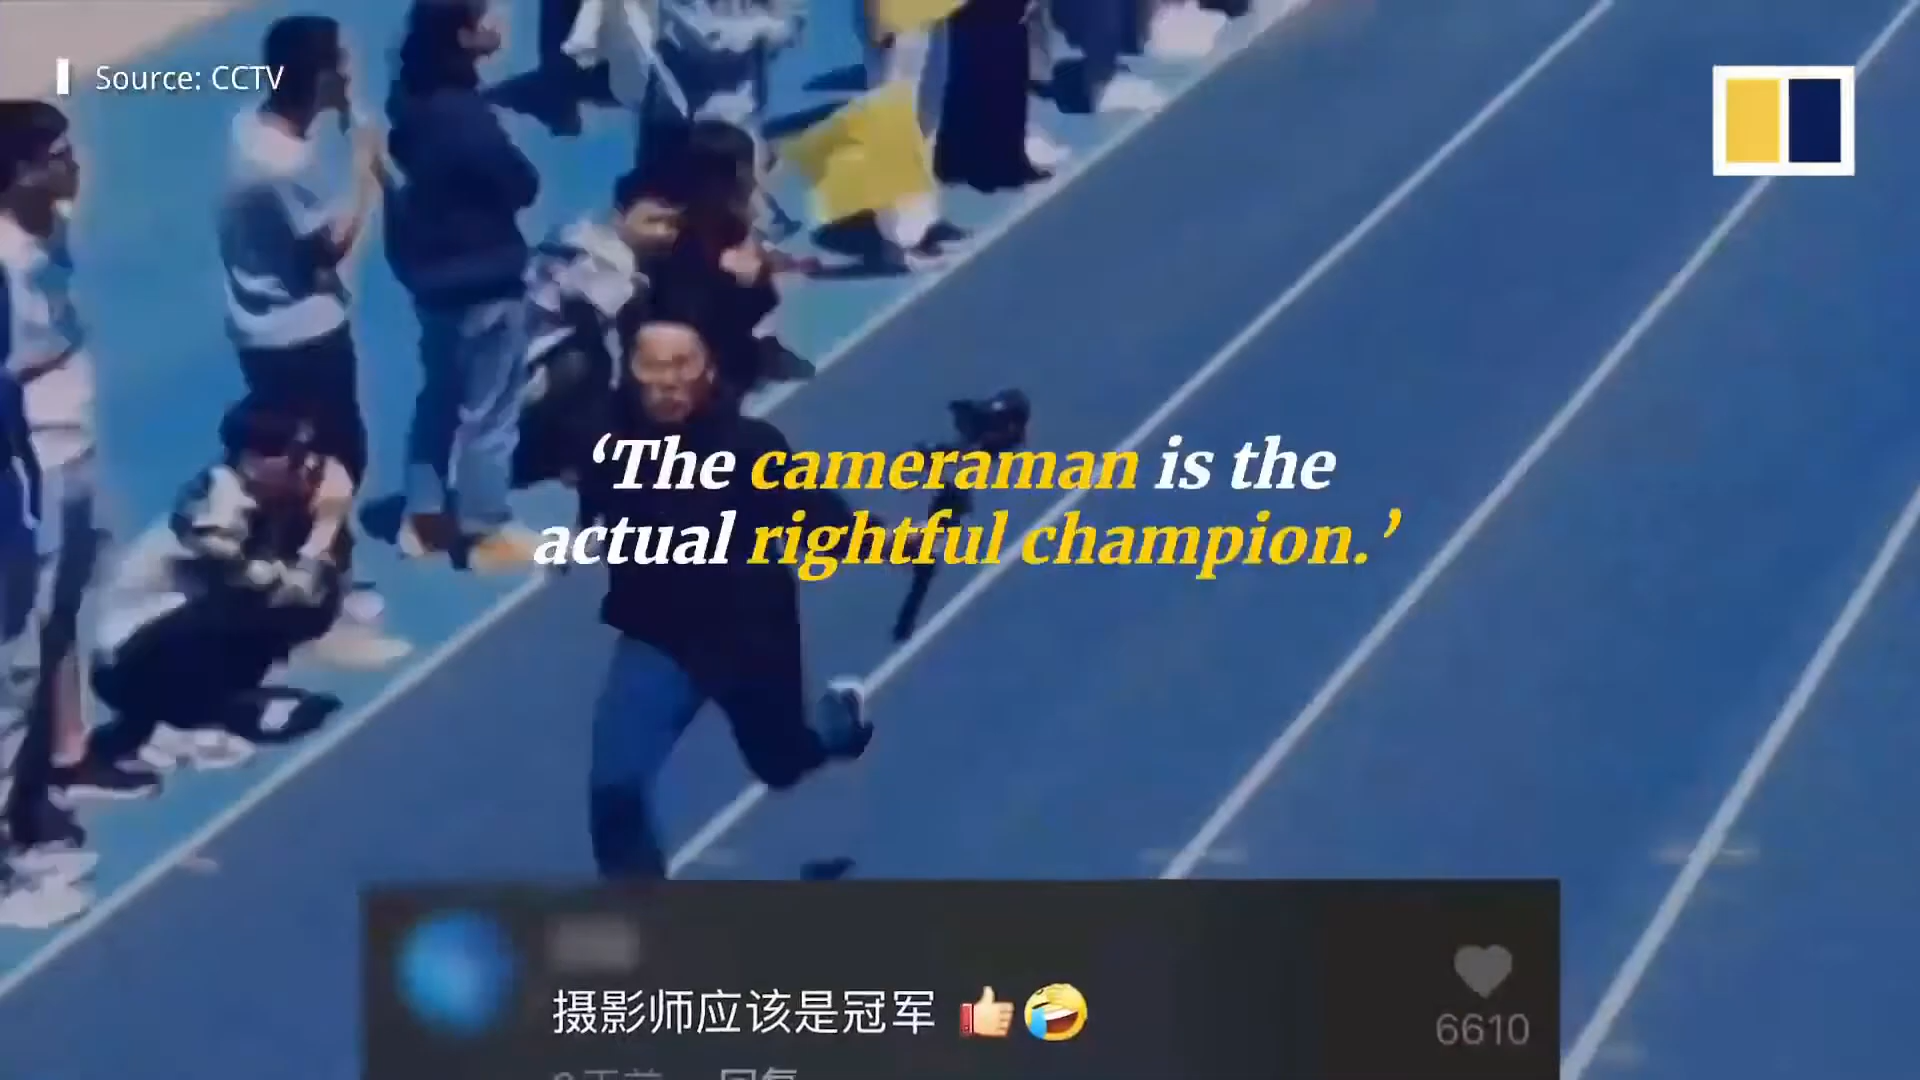 Source: CCTV
‘The cameraman is the
actual rightful champion.’
摄影师应该是冠军 👍🤣
6610